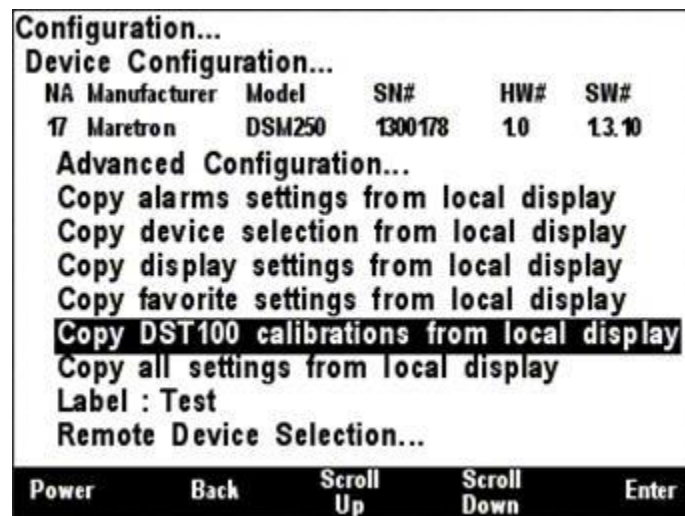 Configuration...
Device Configuration...
NA Manufacturer Model SN# HW# SW#
17 Maretron DSM250 1300178 1.0 1.3.10
Advanced Configuration...
Copy alarms settings from local display
Copy device selection from local display
Copy display settings from local display
Copy favorite settings from local display
Copy DST100 calibrations from local display
Copy all settings from local display
Label : Test
Remote Device Selection...
Power Back Scroll Up Scroll Down Enter